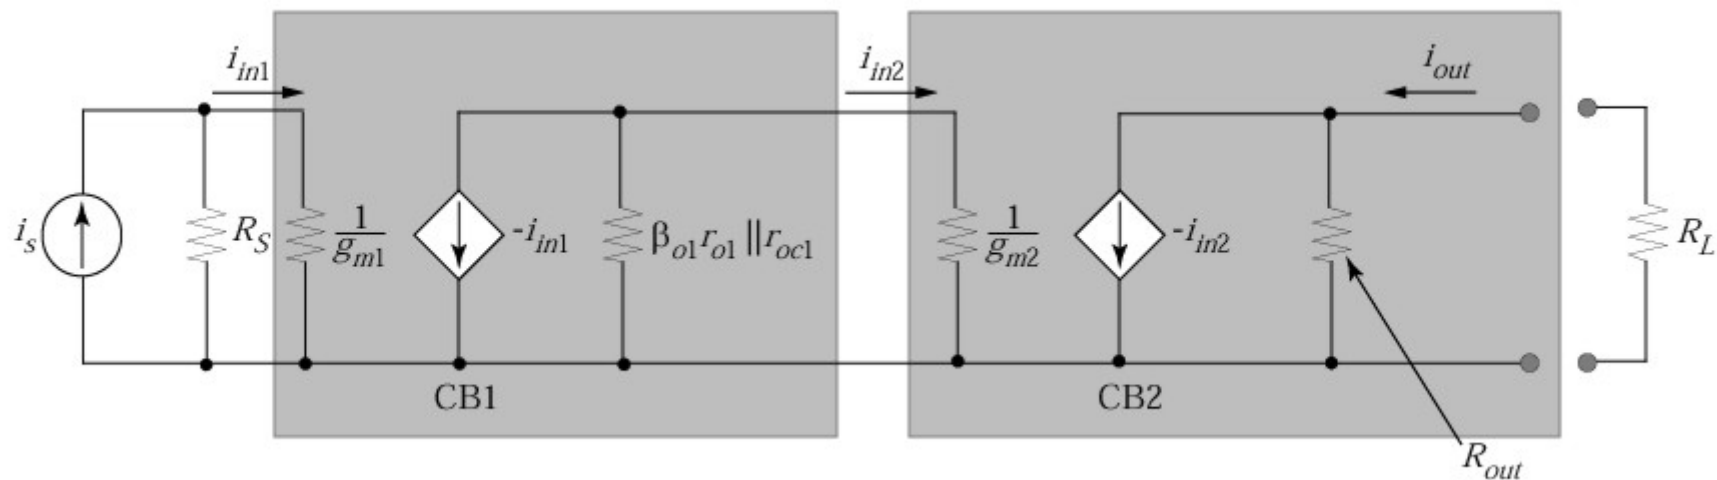 i_in1
i_in2
i_out
i_s
R_S
1/g_m1
-i_in1
β_o1 r_o1 || r_oc1
1/g_m2
-i_in2
R_L
CB1
CB2
R_out